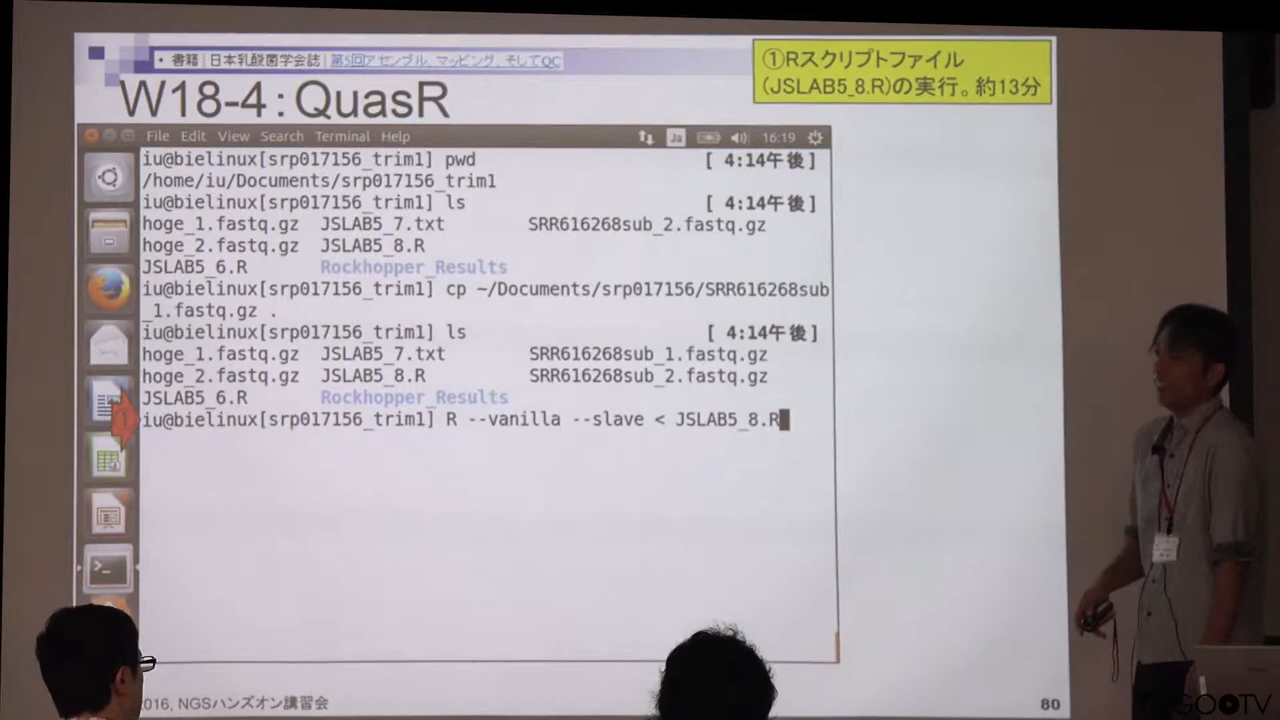 • 書籍 | 日本乳酸菌学会誌 | 第5回アセンブル、マッピング、そしてQC
①Rスクリプトファイル
(JSLAB5_8.R)の実行。約13分
W18-4：QuasR
File Edit View Search Terminal Help
Ja
16:19
iu@bielinux[srp017156_trim1] pwd [ 4:14午後]
/home/iu/Documents/srp017156_trim1
iu@bielinux[srp017156_trim1] ls [ 4:14午後]
hoge_1.fastq.gz JSLAB5_7.txt SRR616268sub_2.fastq.gz
hoge_2.fastq.gz JSLAB5_8.R
JSLAB5_6.R Rockhopper_Results
iu@bielinux[srp017156_trim1] cp ~/Documents/srp017156/SRR616268sub
_1.fastq.gz .
iu@bielinux[srp017156_trim1] ls [ 4:14午後]
hoge_1.fastq.gz JSLAB5_7.txt SRR616268sub_1.fastq.gz
hoge_2.fastq.gz JSLAB5_8.R SRR616268sub_2.fastq.gz
JSLAB5_6.R Rockhopper_Results
①
iu@bielinux[srp017156_trim1] R --vanilla --slave < JSLAB5_8.R
2016, NGSハンズオン講習会
80